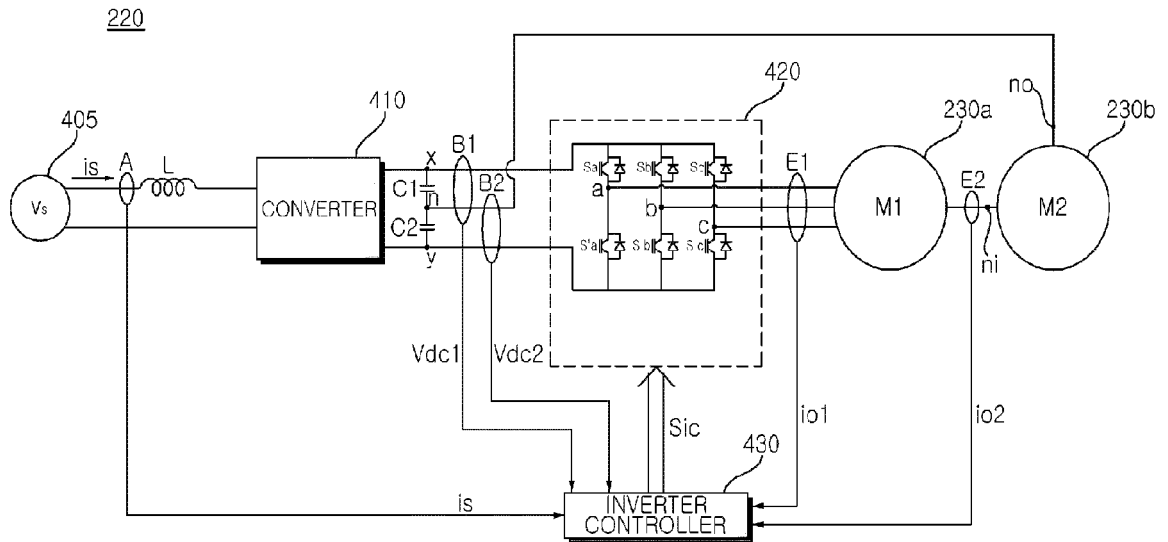 220
405
is
A
L
Vs
410
CONVERTER
x
C1
n
C2
y
B1
B2
Vdc1
Vdc2
420
Sa
Sb
Sc
a
b
c
S'a
S'b
S'c
E1
230a
M1
E2
ni
no
230b
M2
Sic
io1
io2
430
is
INVERTER
CONTROLLER